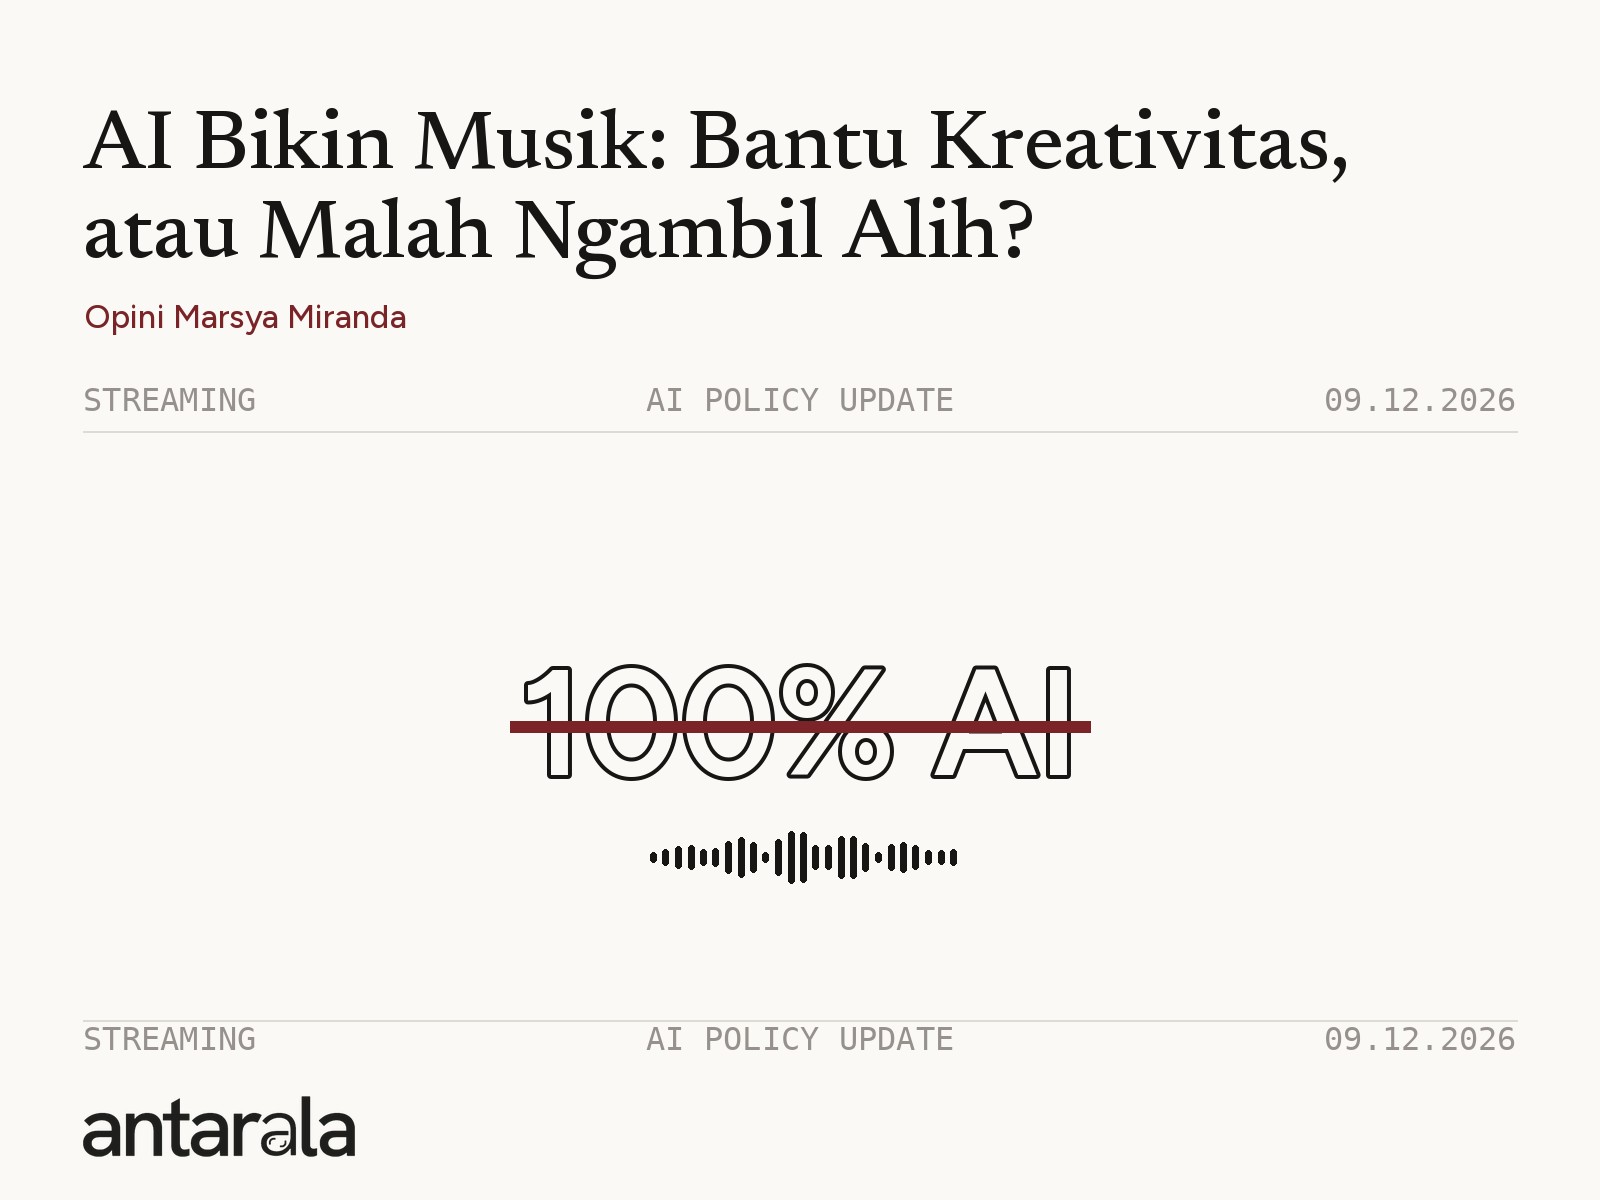 AI Bikin Musik: Bantu Kreativitas,
atau Malah Ngambil Alih?
Opini Marsya Miranda
STREAMING AI POLICY UPDATE 09.12.2026
100% AI
STREAMING AI POLICY UPDATE 09.12.2026
antarala